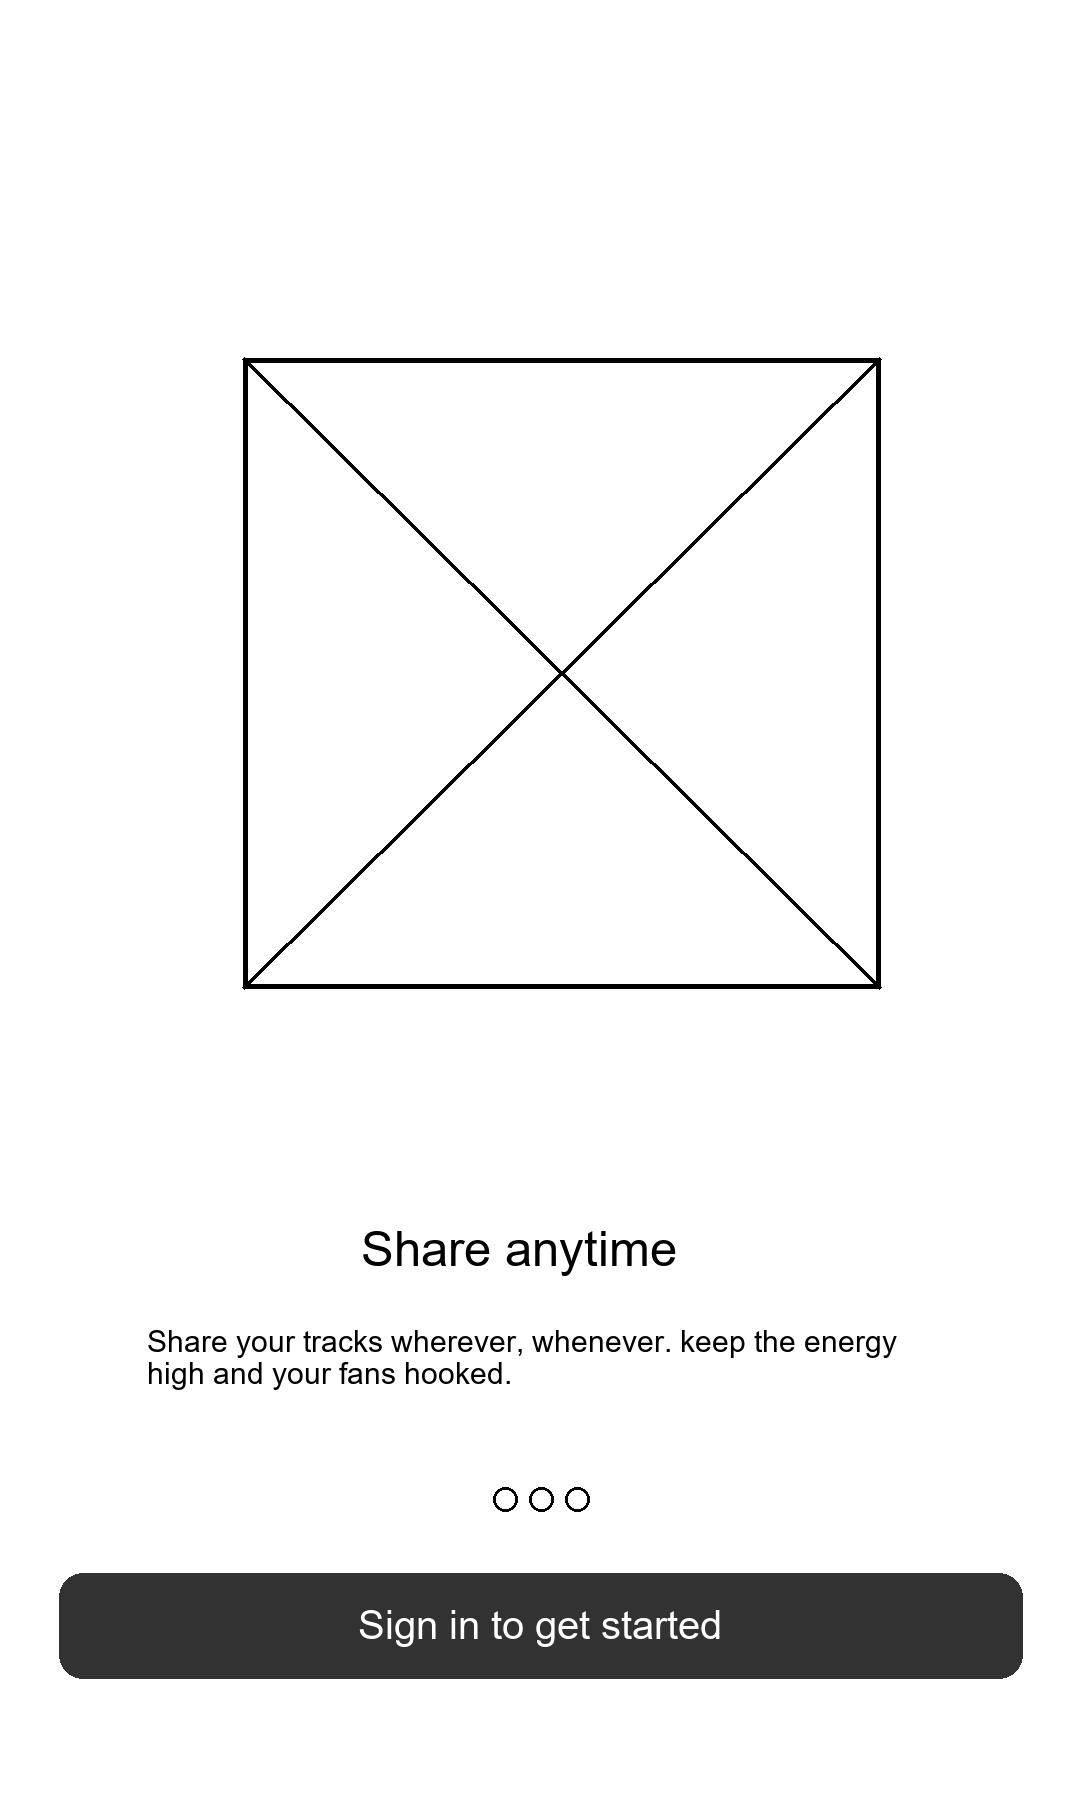 Share anytime
Share your tracks wherever, whenever. keep the energy
high and your fans hooked.
Sign in to get started